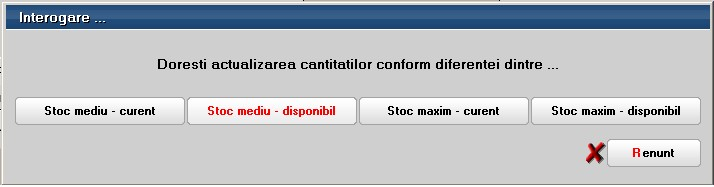 Interogare ...
Doresti actualizarea cantitatilor conform diferentei dintre ...
Stoc mediu - curent Stoc mediu - disponibil Stoc maxim - curent Stoc maxim - disponibil
Renunt